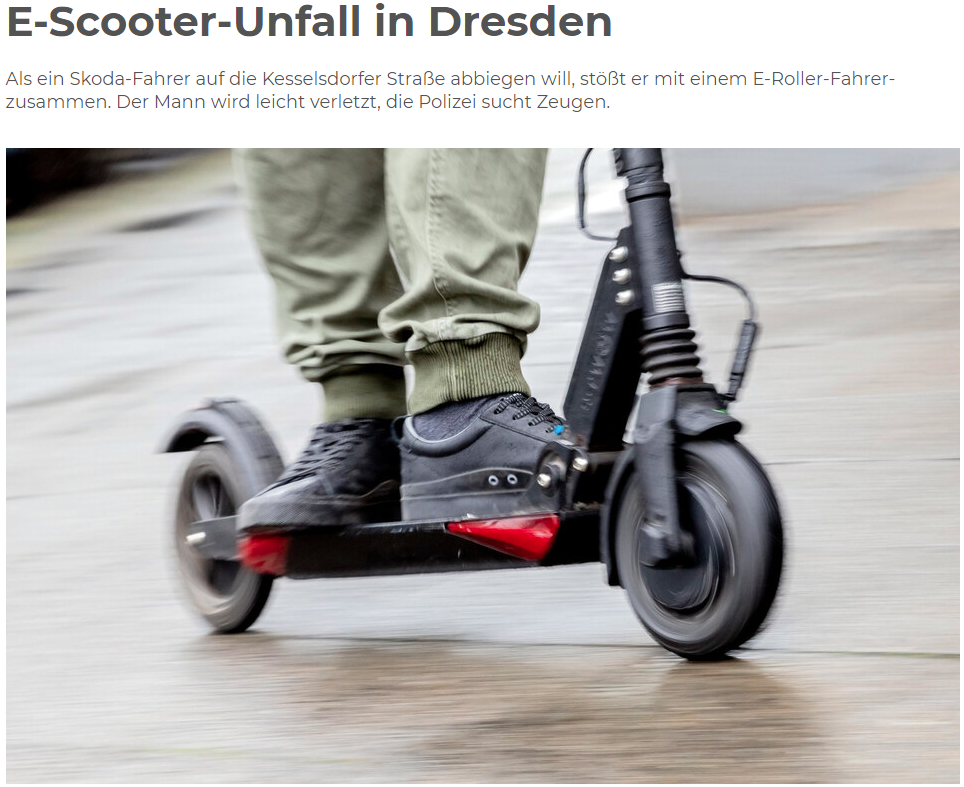 E-Scooter-Unfall in Dresden
Als ein Skoda-Fahrer auf die Kesselsdorfer Straße abbiegen will, stößt er mit einem E-Roller-Fahrer-
zusammen. Der Mann wird leicht verletzt, die Polizei sucht Zeugen.